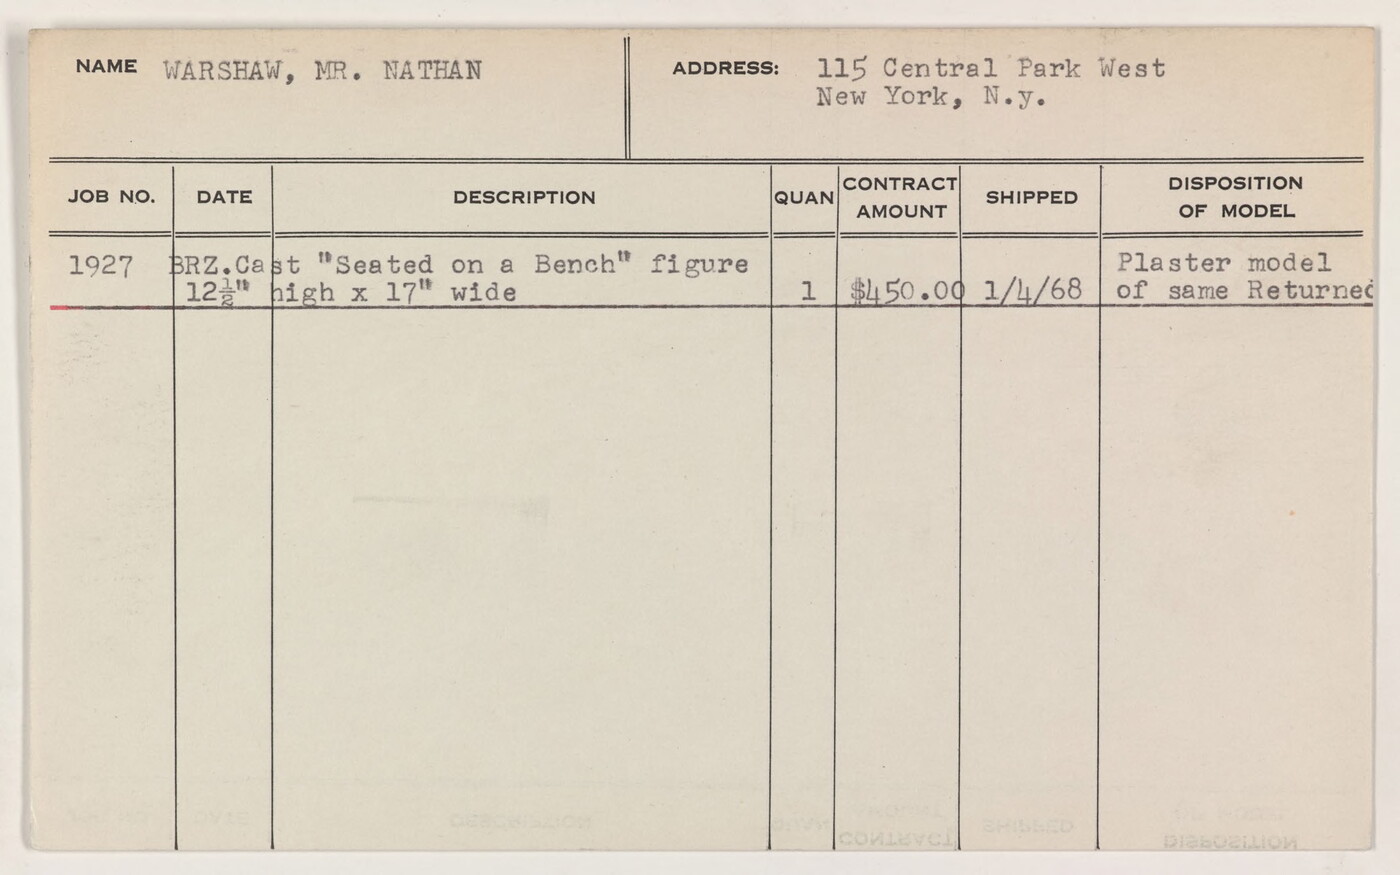 NAME WARSHAW, MR. NATHAN
ADDRESS: 115 Central Park West
New York, N.y.
JOB NO. DATE DESCRIPTION QUAN CONTRACT AMOUNT SHIPPED DISPOSITION OF MODEL
1927 BRZ.Cast "Seated on a Bench" figure Plaster model
12½" high x 17" wide 1 $450.00 1/4/68 of same Returned